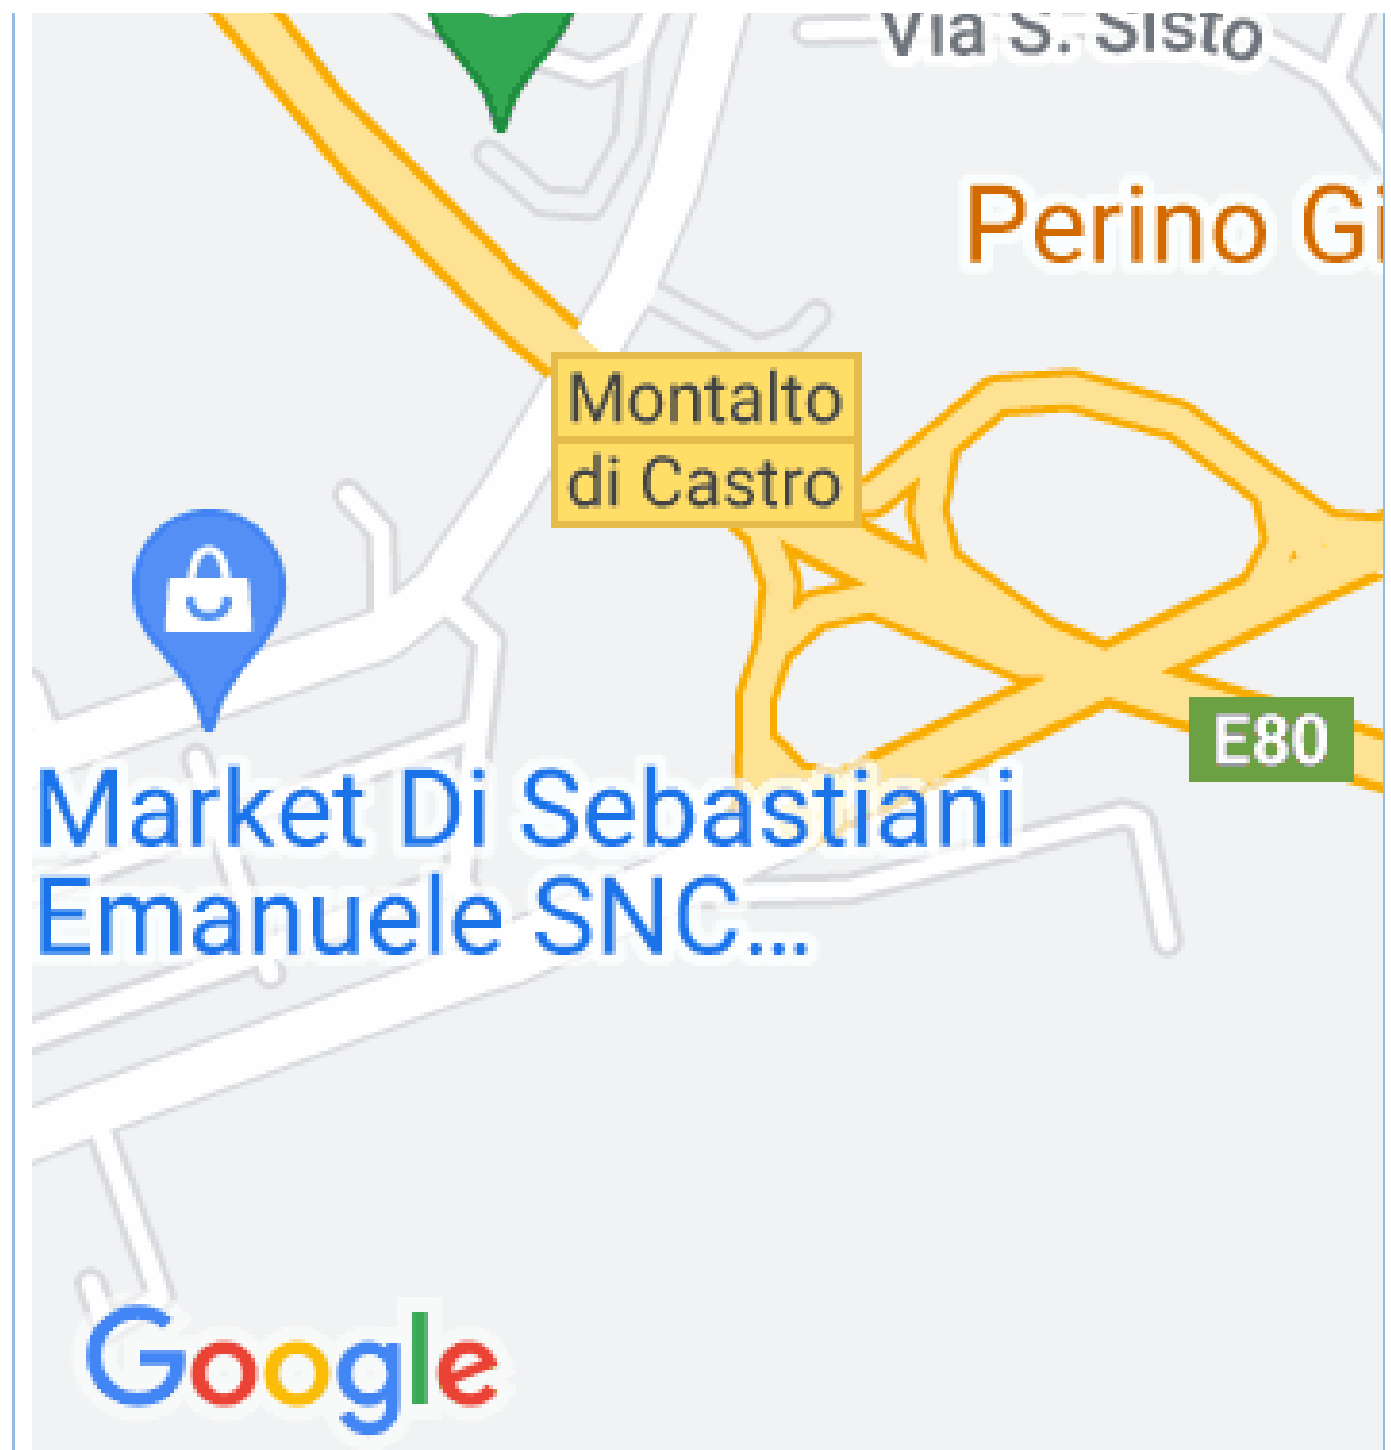 Via S. Sisto
Perino Gi
Montalto
di Castro
E80
Market Di Sebastiani
Emanuele SNC...
Google